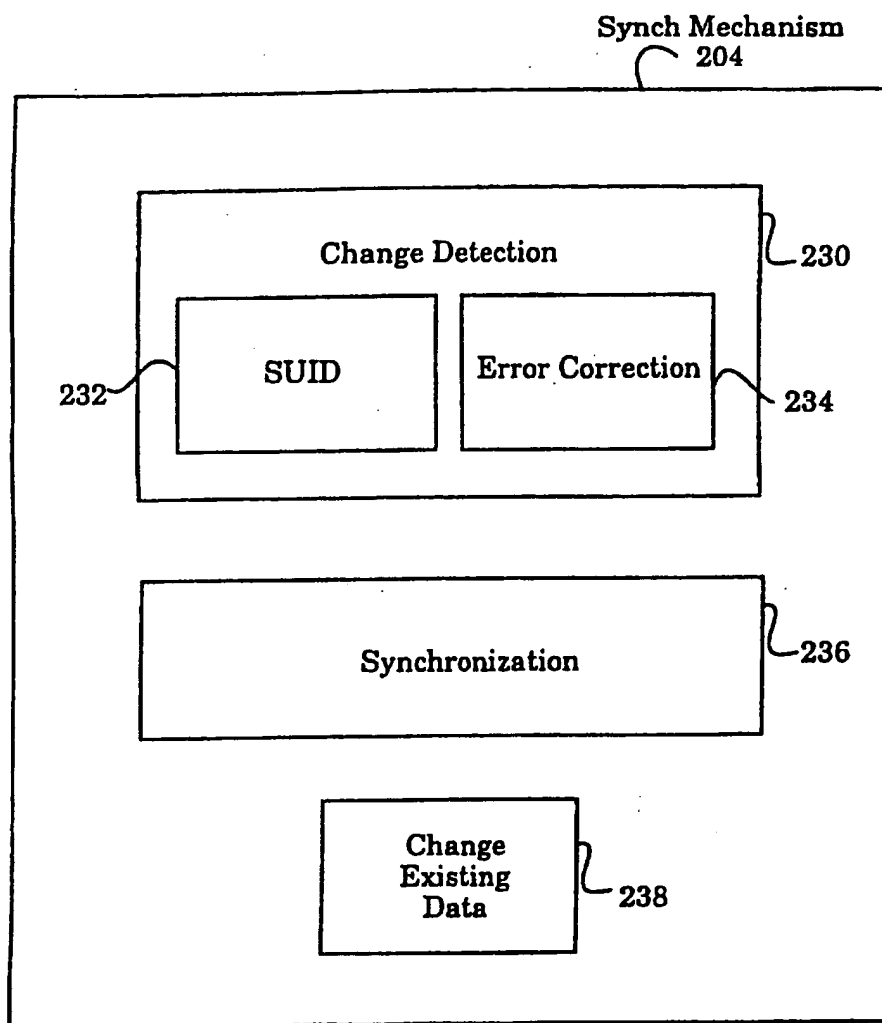 Synch Mechanism
204
Change Detection
230
SUID
Error Correction
232
234
Synchronization
236
Change
Existing
Data
238